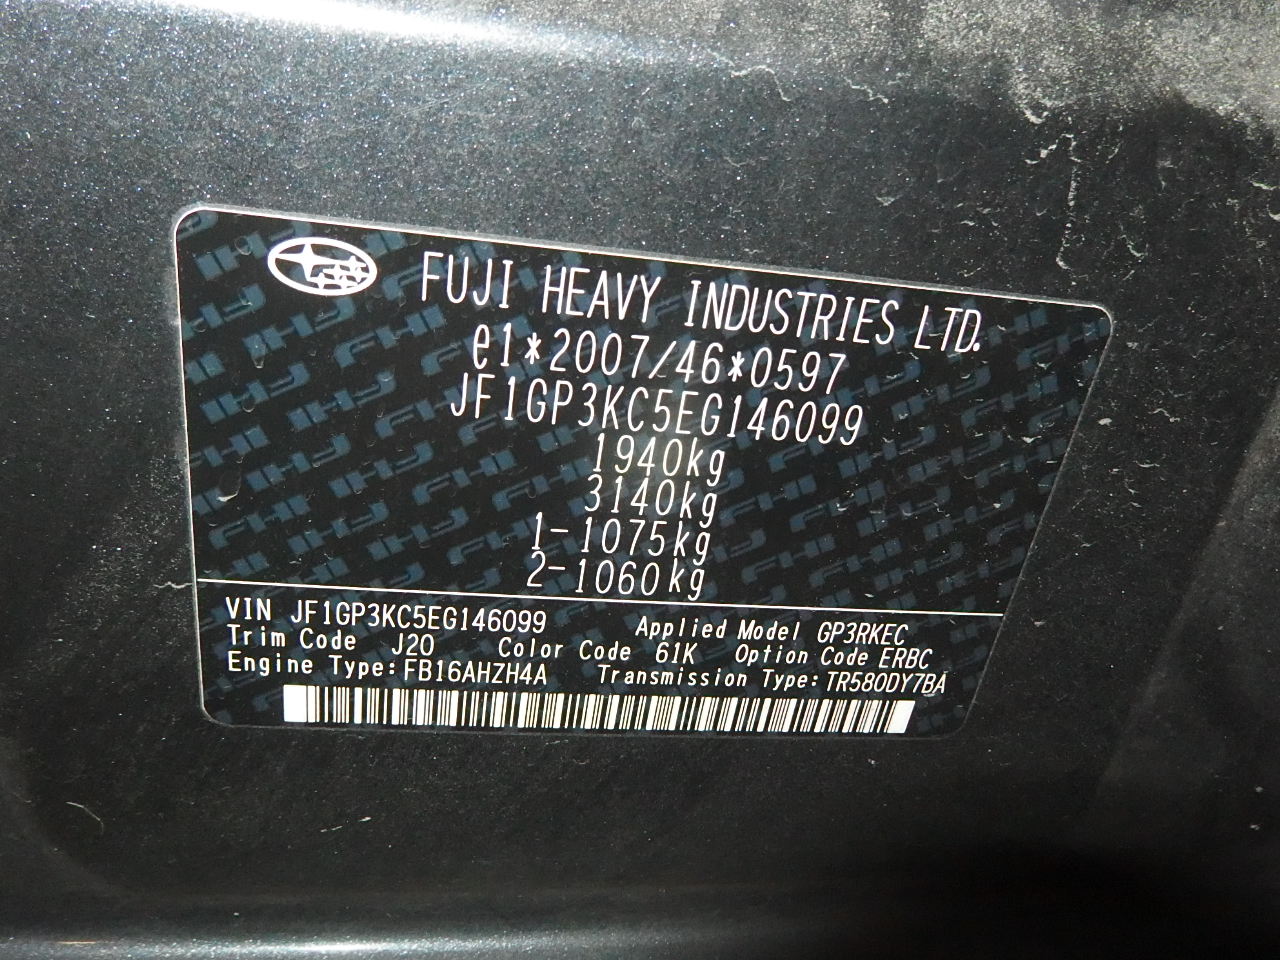 FUJI HEAVY INDUSTRIES LTD.
e1*2007/46*0597
JF1GP3KC5EG146099
1940kg
3140kg
1-1075kg
2-1060kg
VIN JF1GP3KC5EG146099 Applied Model GP3RKEC
Trim Code J20 Color Code 61K Option Code ERBC
Engine Type:FB16AHZH4A Transmission Type:TR580DY7BA